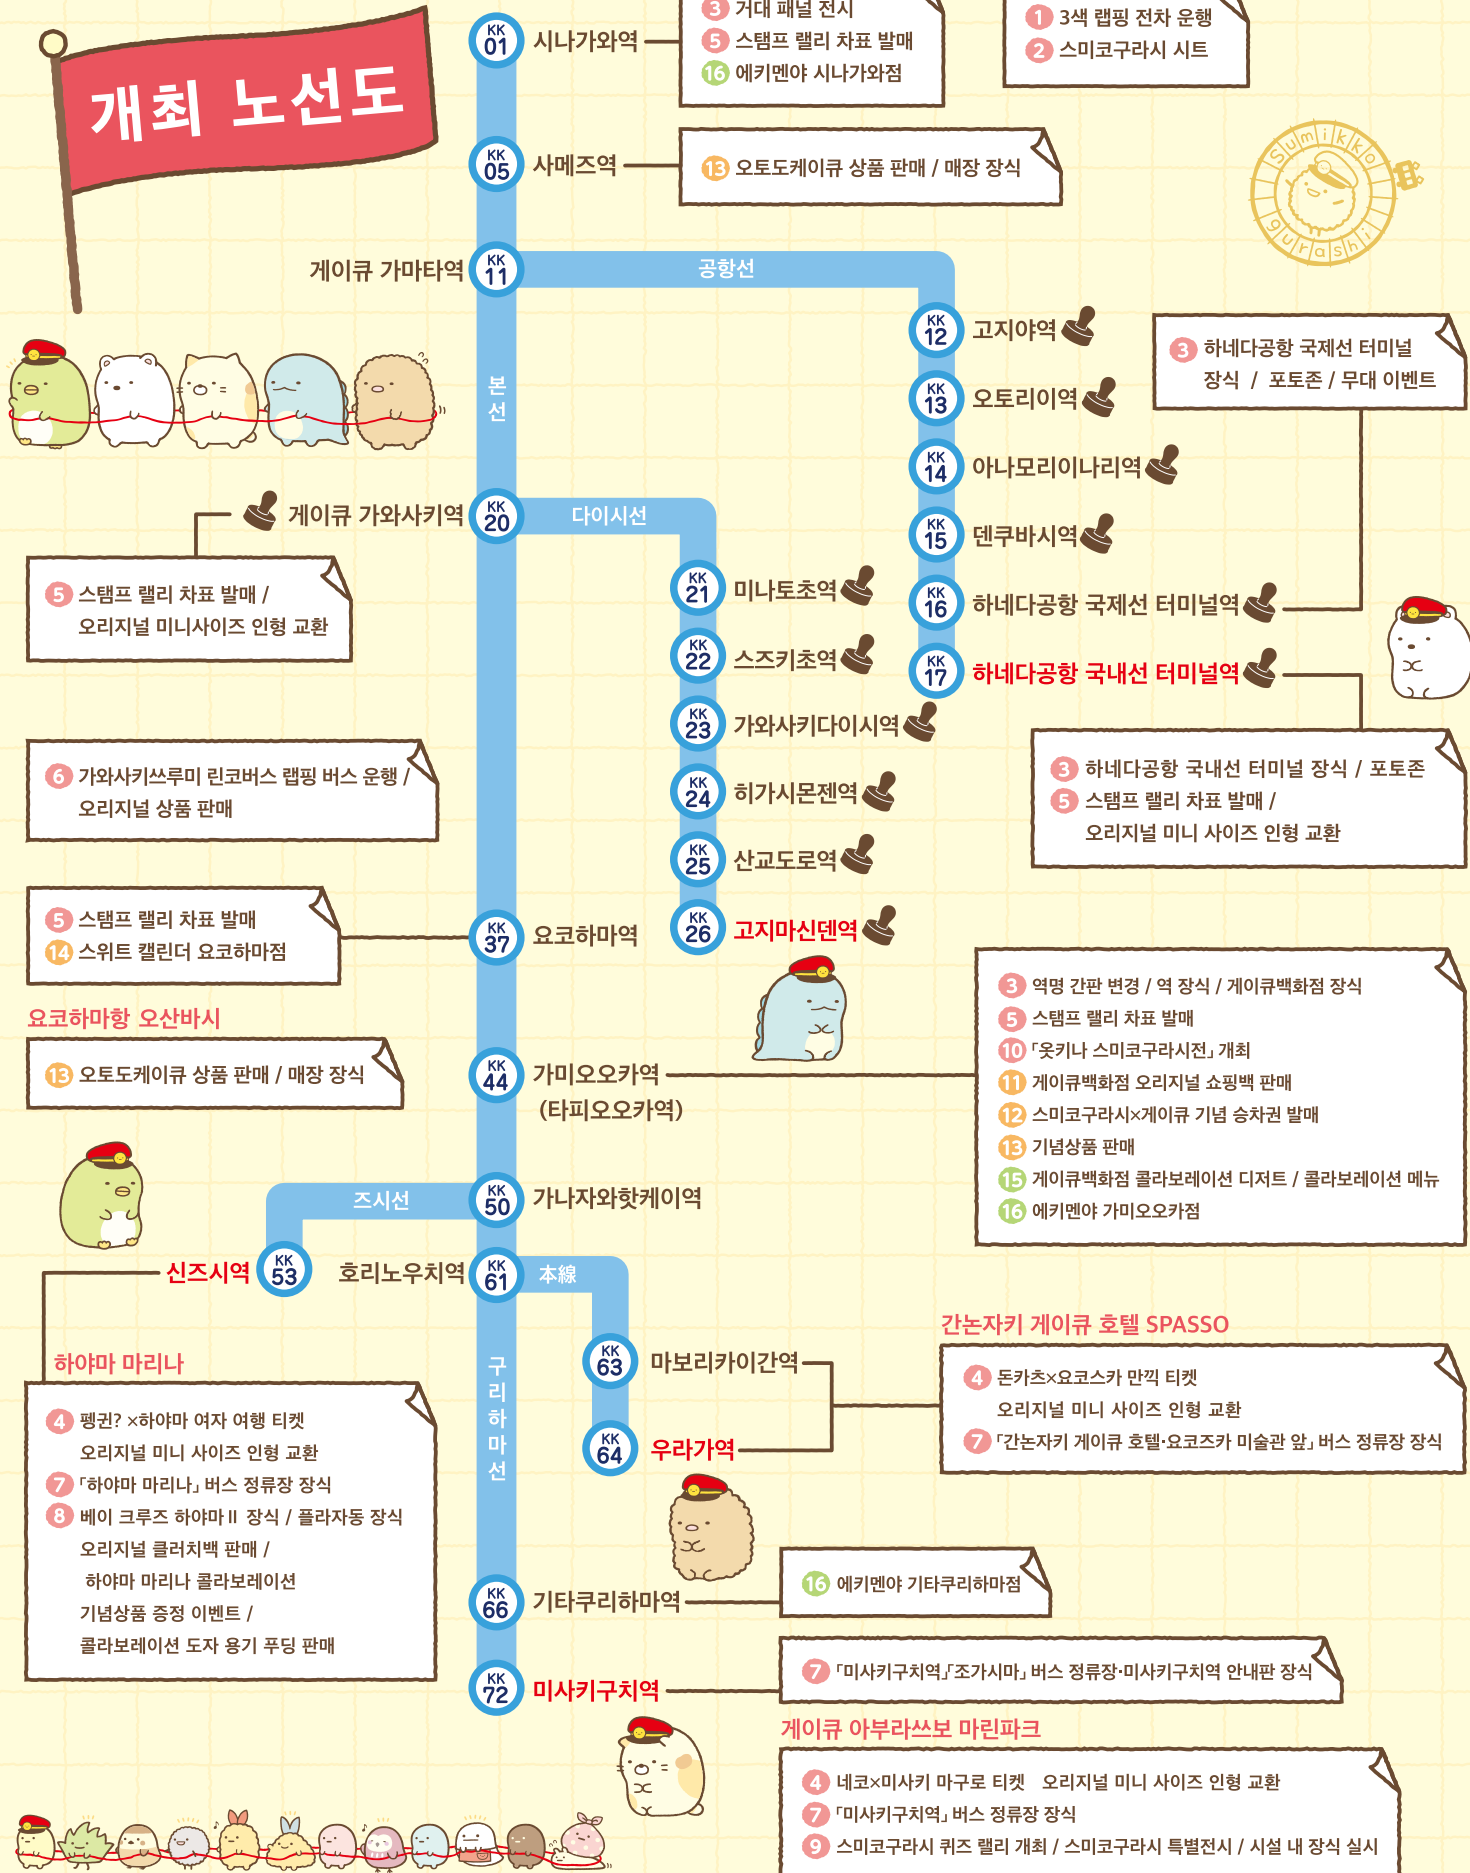 개최 노선도
KK
01
시나가와역
3 거대 패널 전시
5 스탬프 랠리 차표 발매
16 에키멘야 시나가와점
1 3색 랩핑 전차 운행
2 스미코구라시 시트
KK
05
사메즈역
13 오토도케이큐 상품 판매 / 매장 장식
Sumikko
gurashi
게이큐 가마타역
KK
11
공항선
KK
12
고지야역
3 하네다공항 국제선 터미널
장식 / 포토존 / 무대 이벤트
KK
13
오토리이역
본선
KK
14
아나모리이나리역
게이큐 가와사키역
KK
20
다이시선
KK
15
덴쿠바시역
5 스탬프 랠리 차표 발매 /
오리지널 미니사이즈 인형 교환
KK
21
미나토초역
KK
16
하네다공항 국제선 터미널역
KK
22
스즈키초역
KK
17
하네다공항 국내선 터미널역
KK
23
가와사키다이시역
6 가와사키쓰루미 린코버스 랩핑 버스 운행 /
오리지널 상품 판매
3 하네다공항 국내선 터미널 장식 / 포토존
5 스탬프 랠리 차표 발매 /
오리지널 미니 사이즈 인형 교환
KK
24
히가시몬젠역
KK
25
산교도로역
5 스탬프 랠리 차표 발매
14 스위트 캘린더 요코하마점
KK
37
요코하마역
KK
26
고지마신덴역
요코하마항 오산바시
13 오토도케이큐 상품 판매 / 매장 장식
KK
44
가미오오카역
(타피오오카역)
3 역명 간판 변경 / 역 장식 / 게이큐백화점 장식
5 스탬프 랠리 차표 발매
10 「옷키나 스미코구라시전」 개최
11 게이큐백화점 오리지널 쇼핑백 판매
12 스미코구라시×게이큐 기념 승차권 발매
13 기념상품 판매
15 게이큐백화점 콜라보레이션 디저트 / 콜라보레이션 메뉴
16 에키멘야 가미오오카점
즈시선
KK
50
가나자와핫케이역
신즈시역
KK
53
호리노우치역
KK
61
本線
하야마 마리나
4 펭귄? ×하야마 여자 여행 티켓
오리지널 미니 사이즈 인형 교환
7 「하야마 마리나」 버스 정류장 장식
8 베이 크루즈 하야마Ⅱ 장식 / 플라자동 장식
오리지널 클러치백 판매 /
하야마 마리나 콜라보레이션
기념상품 증정 이벤트 /
콜라보레이션 도자 용기 푸딩 판매
구리하마선
KK
63
마보리카이간역
KK
64
우라가역
간논자키 게이큐 호텔 SPASSO
4 돈카츠×요코스카 만끽 티켓
오리지널 미니 사이즈 인형 교환
7 「간논자키 게이큐 호텔·요코즈카 미술관 앞」 버스 정류장 장식
KK
66
기타쿠리하마역
16 에키멘야 기타쿠리하마점
KK
72
미사키구치역
7 「미사키구치역」「조가시마」 버스 정류장·미사키구치역 안내판 장식
게이큐 아부라쓰보 마린파크
4 네코×미사키 마구로 티켓 오리지널 미니 사이즈 인형 교환
7 「미사키구치역」 버스 정류장 장식
9 스미코구라시 퀴즈 랠리 개최 / 스미코구라시 특별전시 / 시설 내 장식 실시